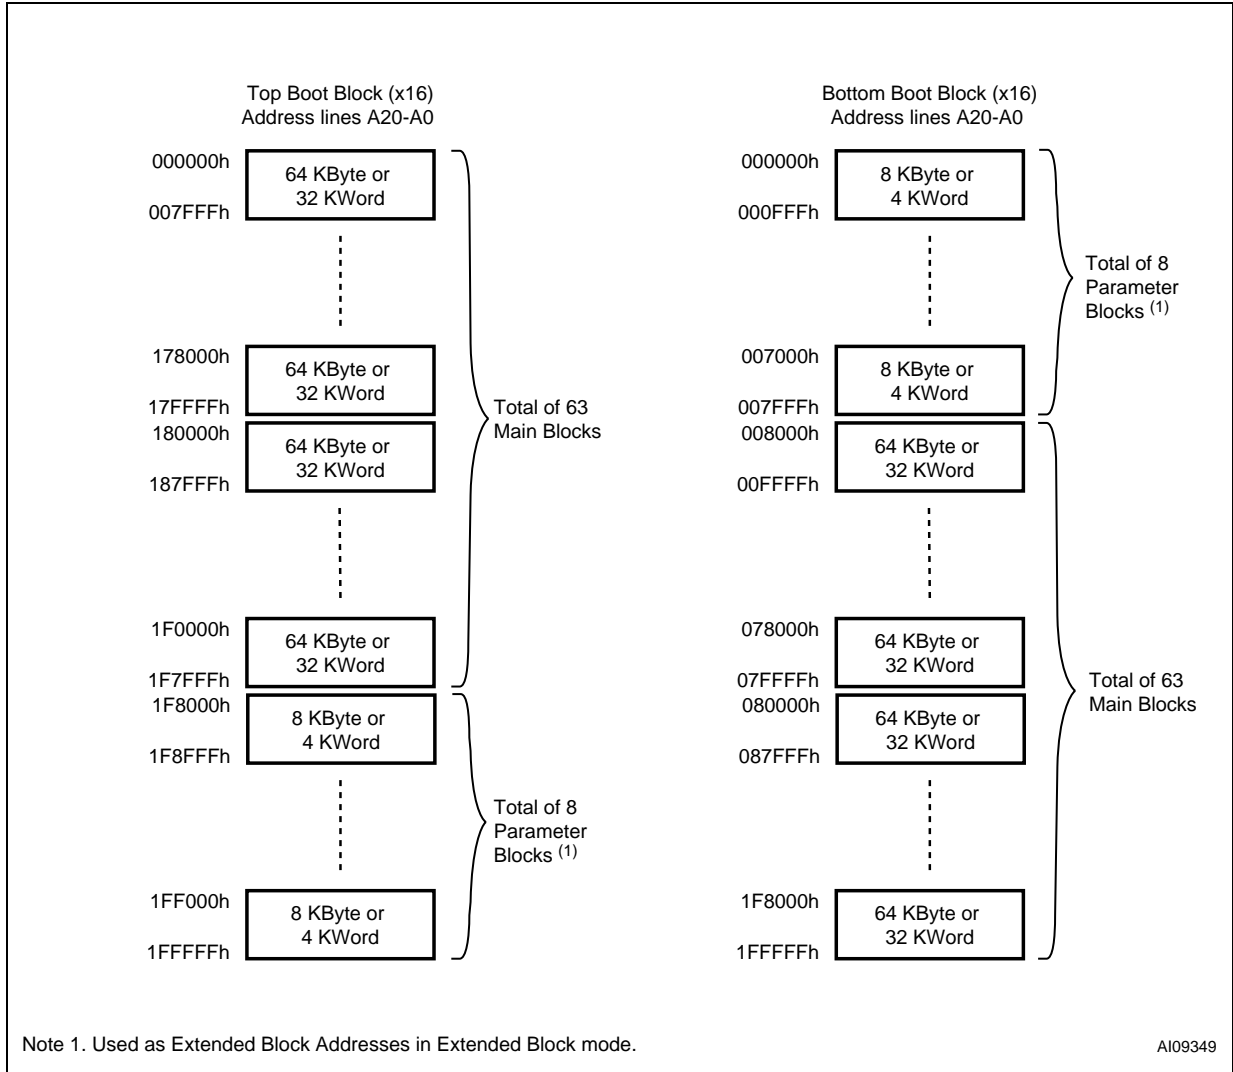 Top Boot Block (x16)
Address lines A20-A0
000000h
64 KByte or
32 KWord
007FFFh
178000h
64 KByte or
32 KWord
17FFFFh
180000h
64 KByte or
32 KWord
187FFFh
Total of 63
Main Blocks
1F0000h
64 KByte or
32 KWord
1F7FFFh
1F8000h
8 KByte or
4 KWord
1F8FFFh
Total of 8
Parameter
Blocks (1)
1FF000h
8 KByte or
4 KWord
1FFFFFh
Bottom Boot Block (x16)
Address lines A20-A0
000000h
8 KByte or
4 KWord
000FFFh
Total of 8
Parameter
Blocks (1)
007000h
8 KByte or
4 KWord
007FFFh
008000h
64 KByte or
32 KWord
00FFFFh
078000h
64 KByte or
32 KWord
07FFFFh
080000h
64 KByte or
32 KWord
087FFFh
Total of 63
Main Blocks
1F8000h
64 KByte or
32 KWord
1FFFFFh
Note 1. Used as Extended Block Addresses in Extended Block mode.
AI09349